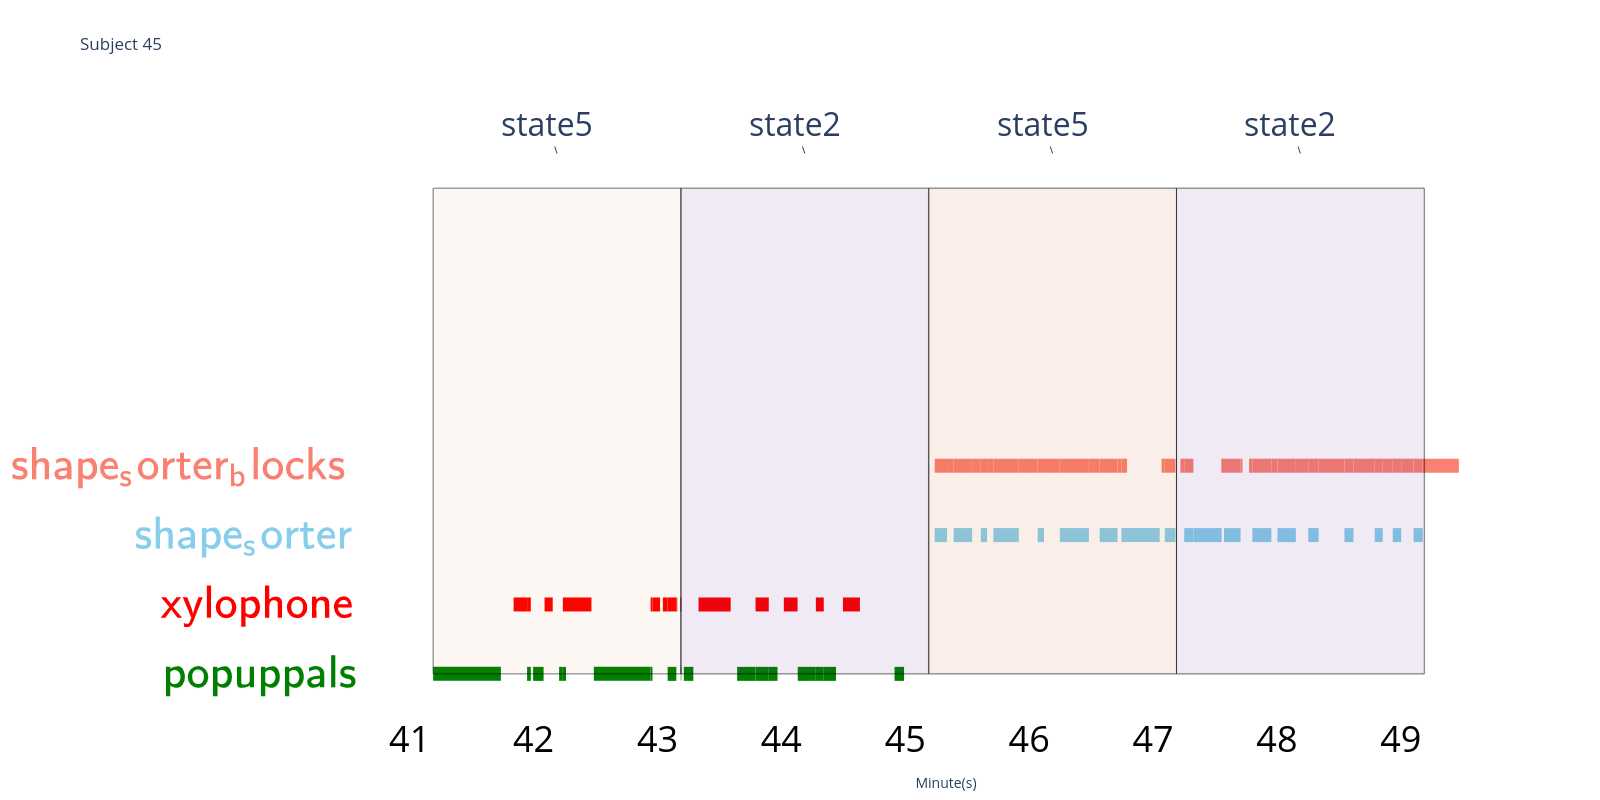 Subject 45
state5 state2 state5 state2
shapesorterblocks
shapesorter
xylophone
popuppals
41 42 43 44 45 46 47 48 49
Minute(s)